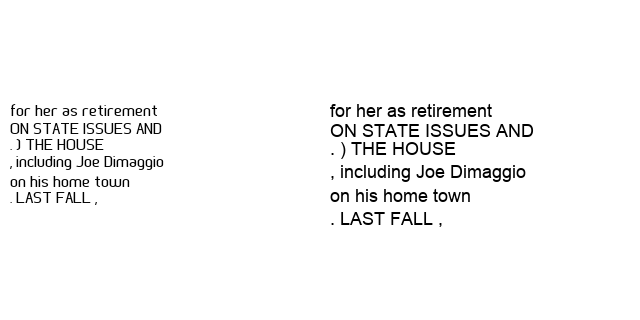 for her as retirement
ON STATE ISSUES AND
. ) THE HOUSE
, including Joe Dimaggio
on his home town
. LAST FALL ,
for her as retirement
ON STATE ISSUES AND
. ) THE HOUSE
, including Joe Dimaggio
on his home town
. LAST FALL ,